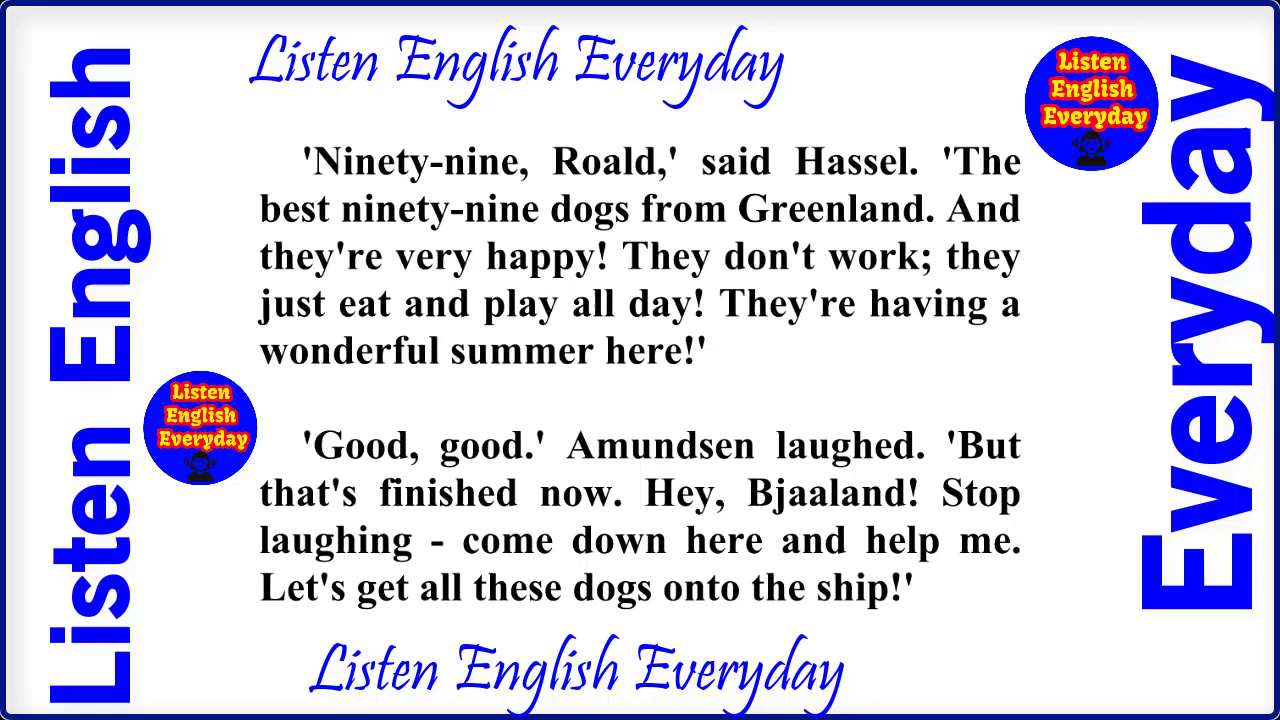 Listen English Everyday
Listen English
Everyday
Listen
English
Everyday
'Ninety-nine, Roald,' said Hassel. 'The
best ninety-nine dogs from Greenland. And
they're very happy! They don't work; they
just eat and play all day! They're having a
wonderful summer here!'
Listen
English
Everyday
'Good, good.' Amundsen laughed. 'But
that's finished now. Hey, Bjaaland! Stop
laughing - come down here and help me.
Let's get all these dogs onto the ship!'
Listen English Everyday